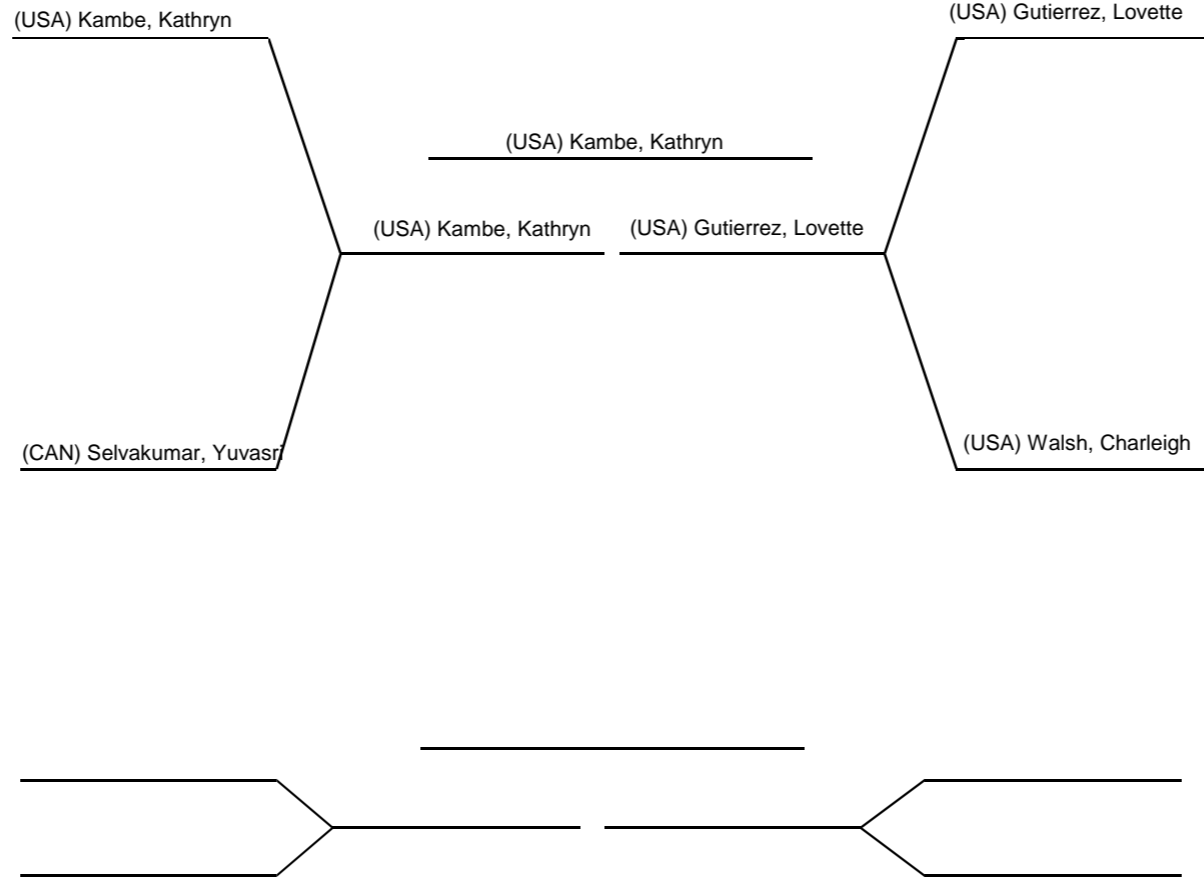 (USA) Kambe, Kathryn
(USA) Gutierrez, Lovette
(USA) Kambe, Kathryn
(USA) Kambe, Kathryn
(USA) Gutierrez, Lovette
(CAN) Selvakumar, Yuvasri
(USA) Walsh, Charleigh